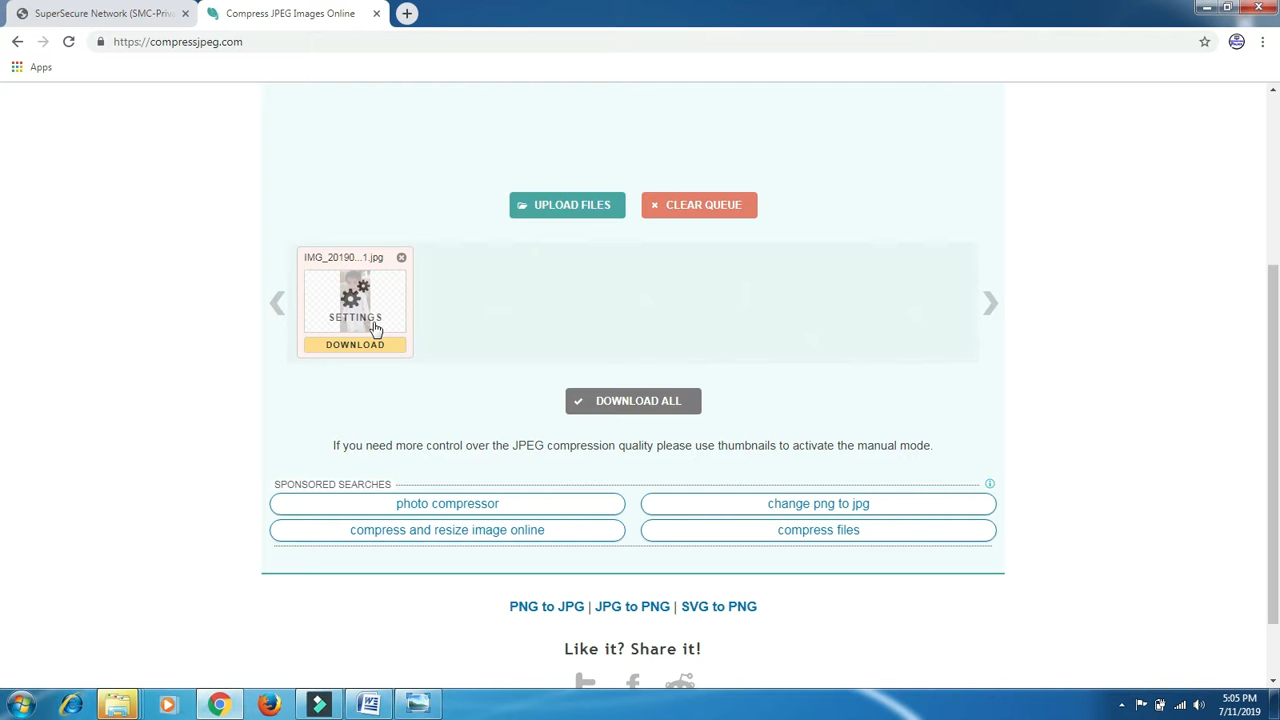 SuperSecure Network (SMC-Priv
Compress JPEG Images Online
https://compressjpeg.com
Apps
UPLOAD FILES
CLEAR QUEUE
IMG_20190...1.jpg
SETTINGS
DOWNLOAD
DOWNLOAD ALL
If you need more control over the JPEG compression quality please use thumbnails to activate the manual mode.
SPONSORED SEARCHES
photo compressor
change png to jpg
compress and resize image online
compress files
PNG to JPG | JPG to PNG | SVG to PNG
Like it? Share it!
5:05 PM
7/11/2019